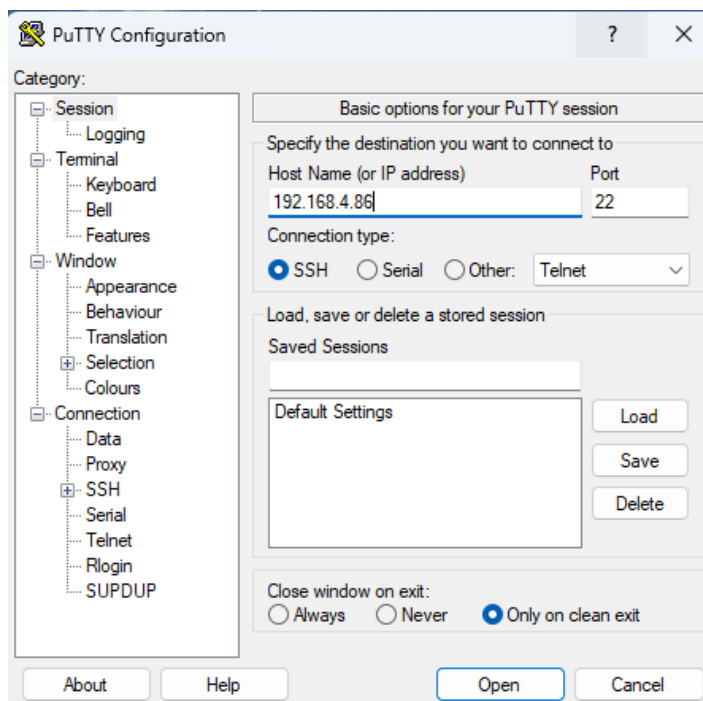 PuTTY Configuration
?
Category:
Session
Logging
Terminal
Keyboard
Bell
Features
Window
Appearance
Behaviour
Translation
Selection
Colours
Connection
Data
Proxy
SSH
Serial
Telnet
Rlogin
SUPDUP
Basic options for your PuTTY session
Specify the destination you want to connect to
Host Name (or IP address) Port
192.168.4.86 22
Connection type:
SSH Serial Other: Telnet
Load, save or delete a stored session
Saved Sessions
Default Settings
Load
Save
Delete
Close window on exit:
Always Never Only on clean exit
About Help Open Cancel